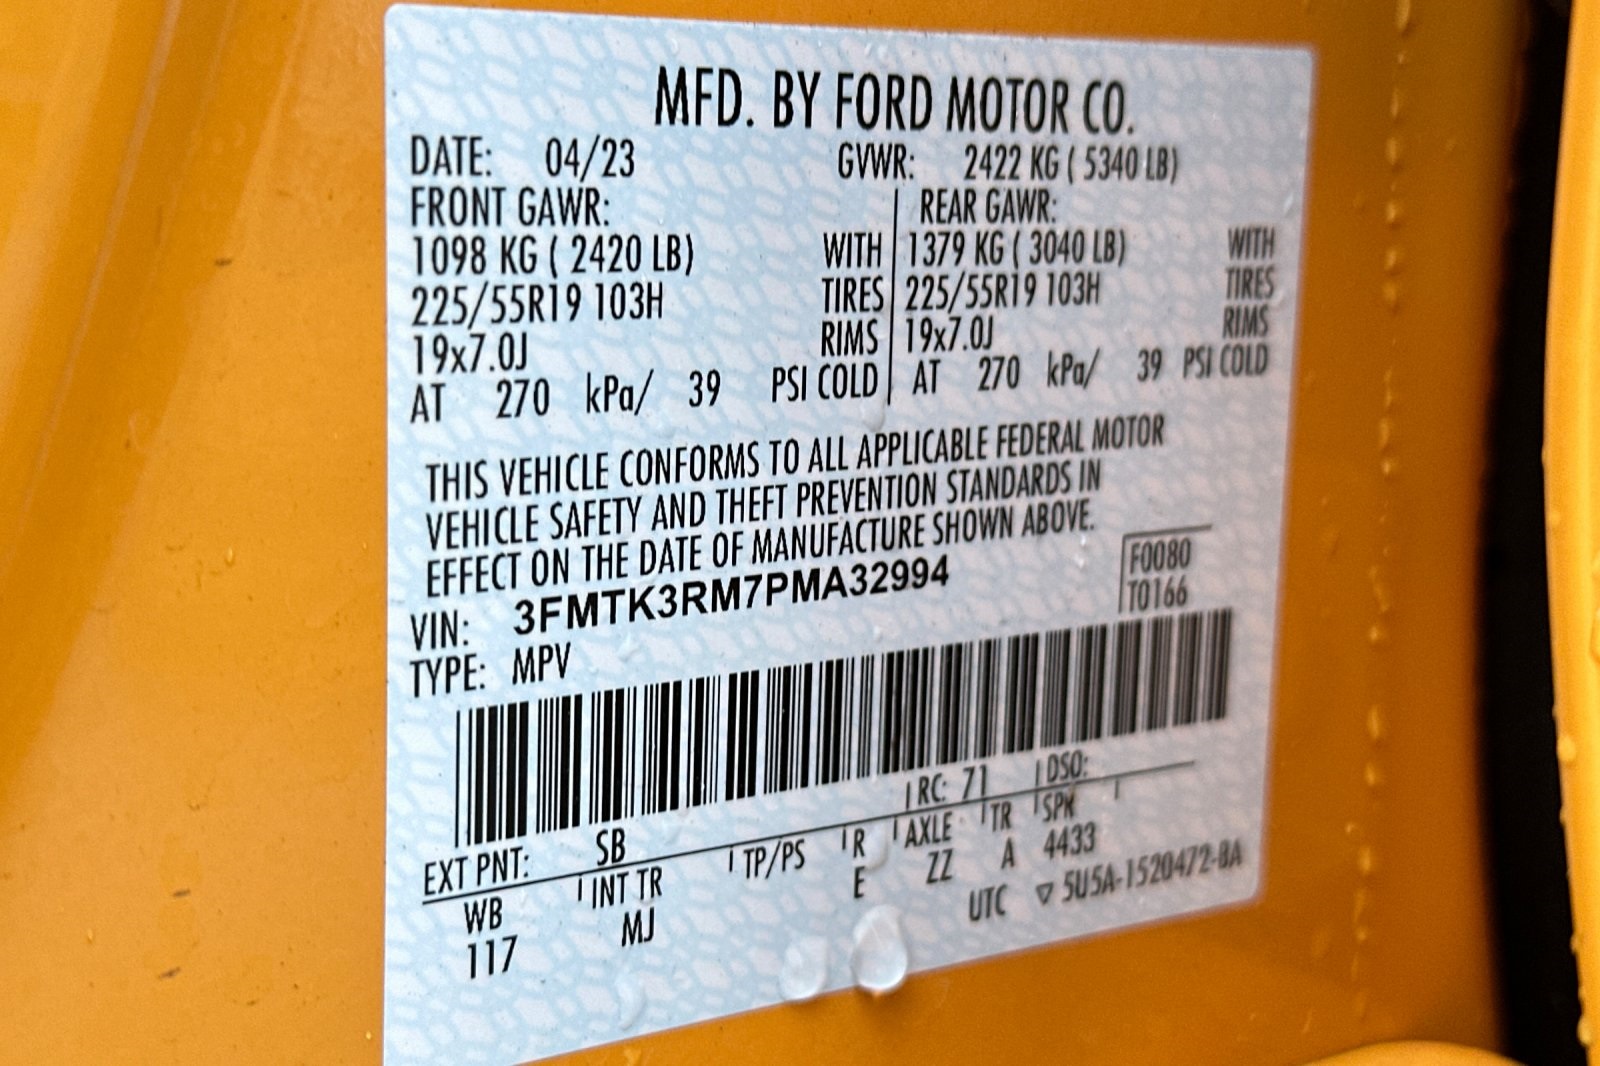 MFD. BY FORD MOTOR CO.
DATE: 04/23 GVWR: 2422 KG ( 5340 LB)
FRONT GAWR: REAR GAWR:
1098 KG ( 2420 LB) WITH 1379 KG ( 3040 LB) WITH
225/55R19 103H TIRES 225/55R19 103H TIRES
19x7.0J RIMS 19x7.0J RIMS
AT 270 kPa/ 39 PSI COLD AT 270 kPa/ 39 PSI COLD
THIS VEHICLE CONFORMS TO ALL APPLICABLE FEDERAL MOTOR
VEHICLE SAFETY AND THEFT PREVENTION STANDARDS IN
EFFECT ON THE DATE OF MANUFACTURE SHOWN ABOVE.
VIN: 3FMTK3RM7PMA32994 F0080
TYPE: MPV T0166
EXT PNT: SB RC: 71 DSO:
WB INT TR TP/PS R AXLE TR SPR
117 MJ E ZZ A 4433
UTC ▽ 5U5A-1520472-BA